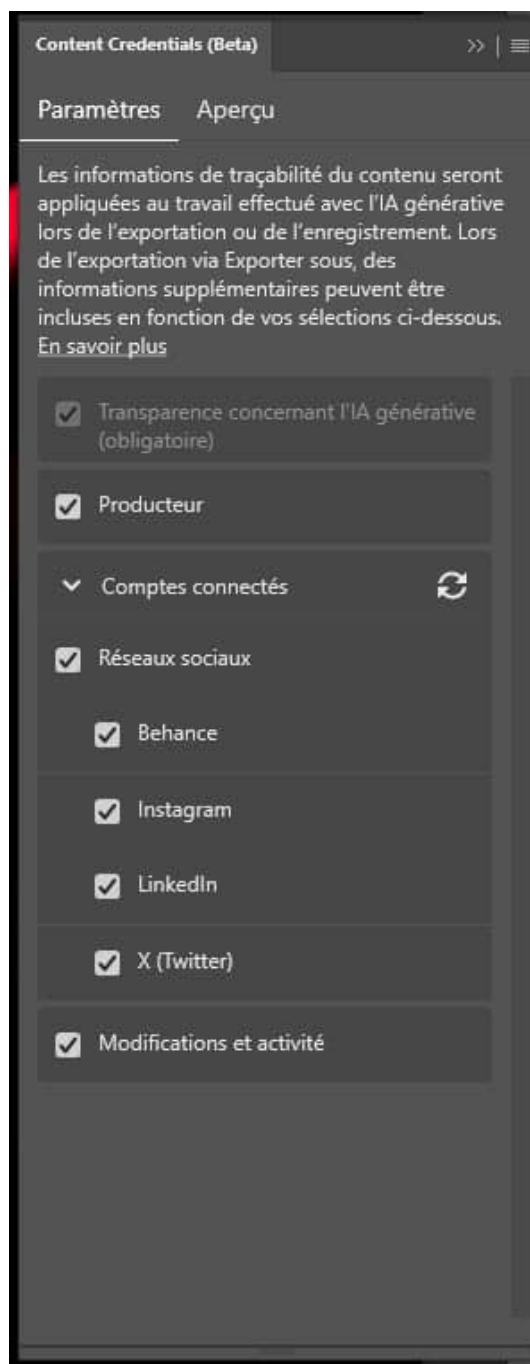 Content Credentials (Beta)
Paramètres Aperçu
Les informations de traçabilité du contenu seront
appliquées au travail effectué avec l'IA générative
lors de l'exportation ou de l'enregistrement. Lors
de l'exportation via Exporter sous, des
informations supplémentaires peuvent être
incluses en fonction de vos sélections ci-dessous.
En savoir plus
Transparence concernant l'IA générative
(obligatoire)
Producteur
Comptes connectés
Réseaux sociaux
Behance
Instagram
LinkedIn
X (Twitter)
Modifications et activité